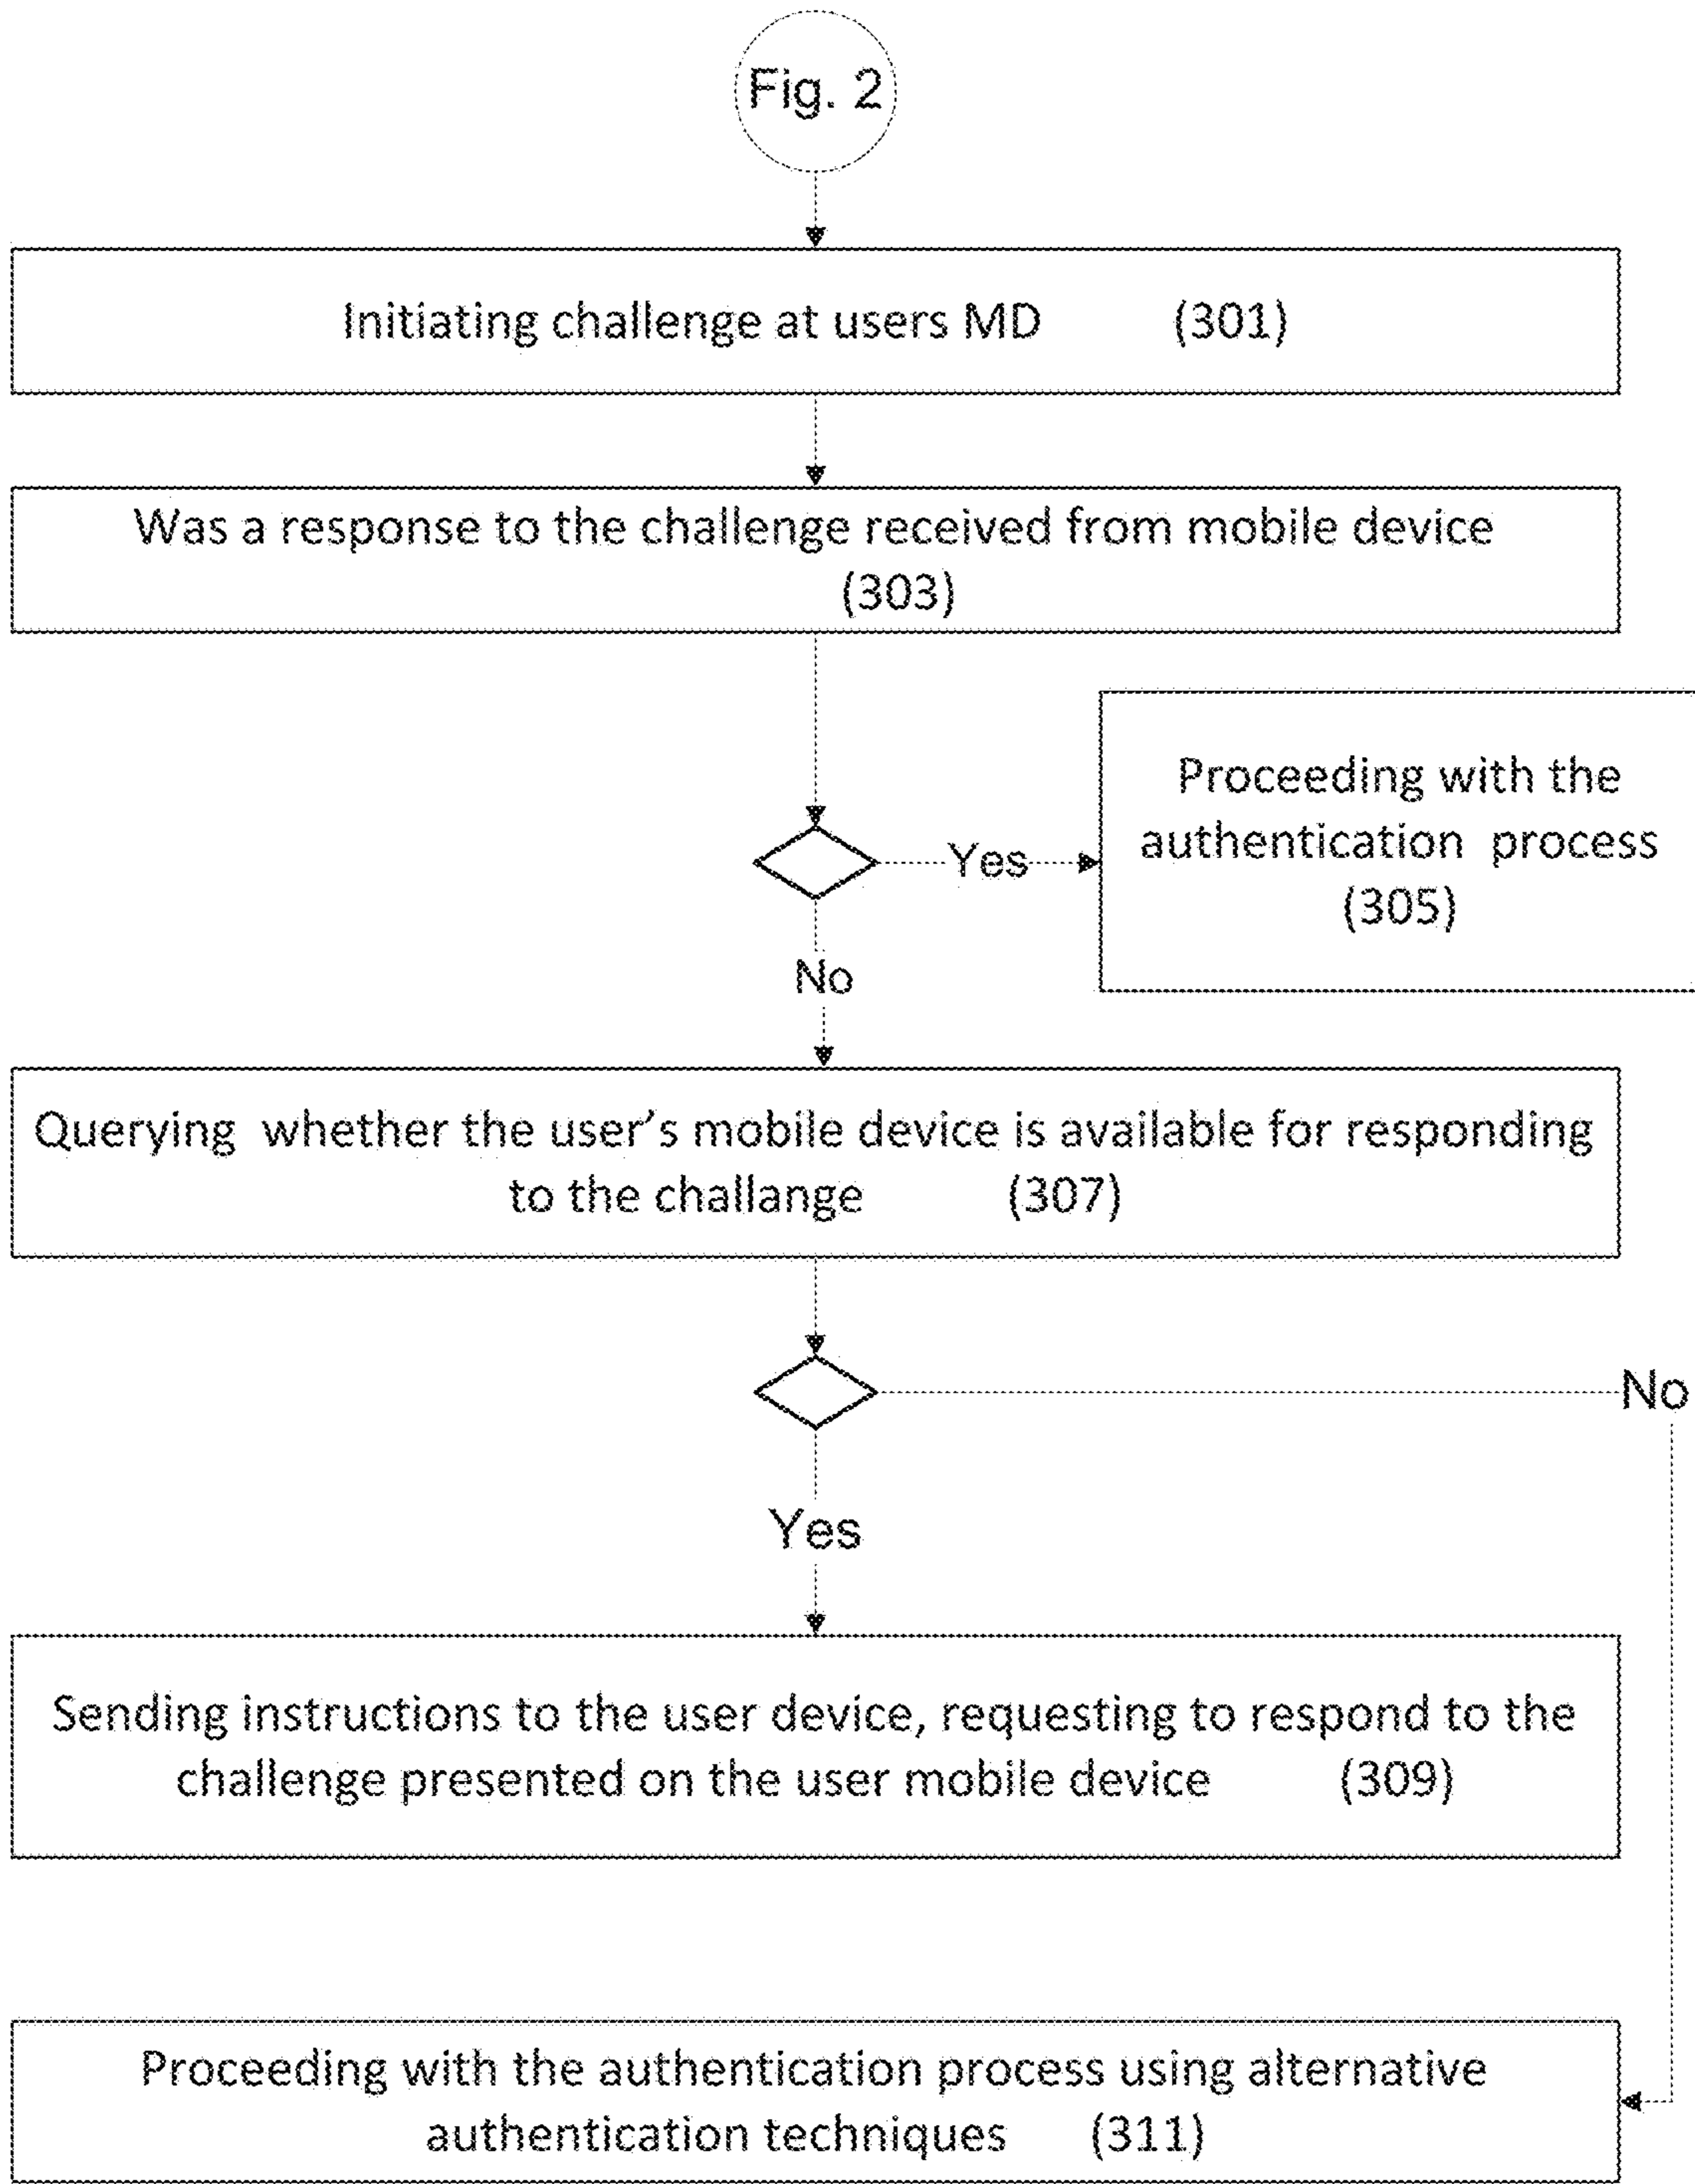 Fig. 2
Initiating challenge at users MD (301)
Was a response to the challenge received from mobile device
(303)
Yes
Proceeding with the
authentication process
(305)
No
Querying whether the user's mobile device is available for responding
to the challange (307)
No
Yes
Sending instructions to the user device, requesting to respond to the
challenge presented on the user mobile device (309)
Proceeding with the authentication process using alternative
authentication techniques (311)